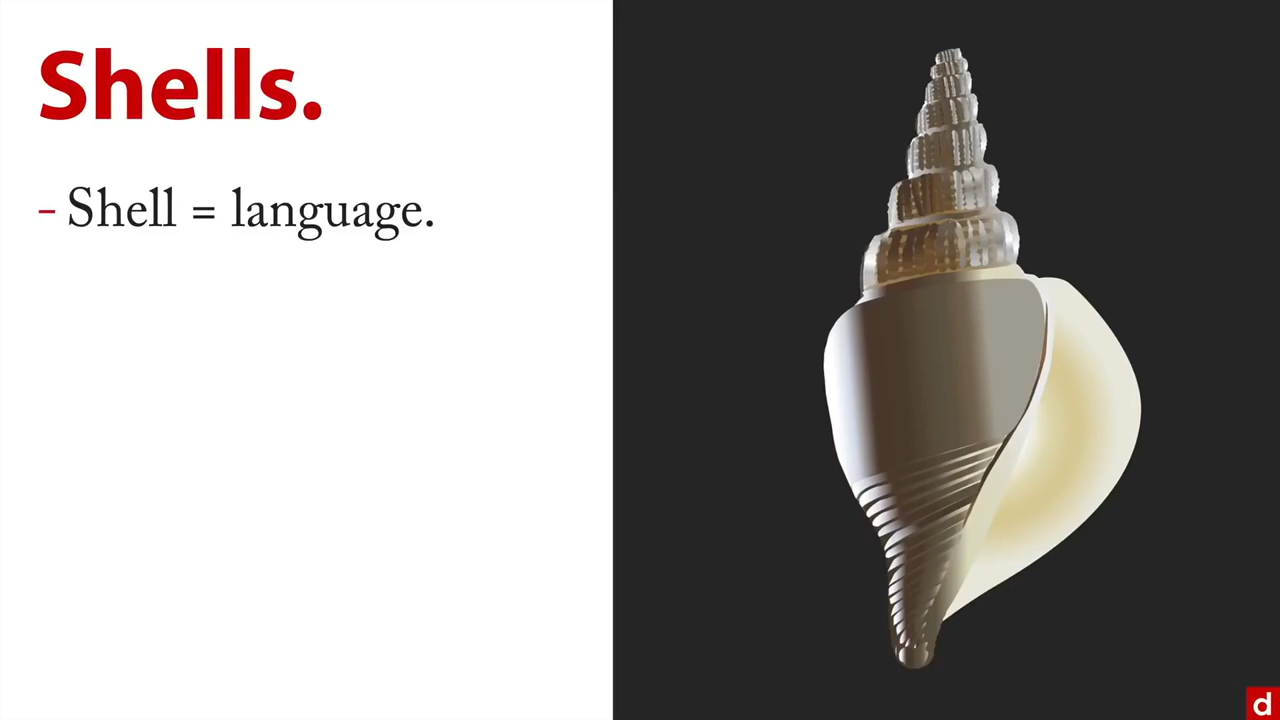 Shells.
– Shell = language.
d